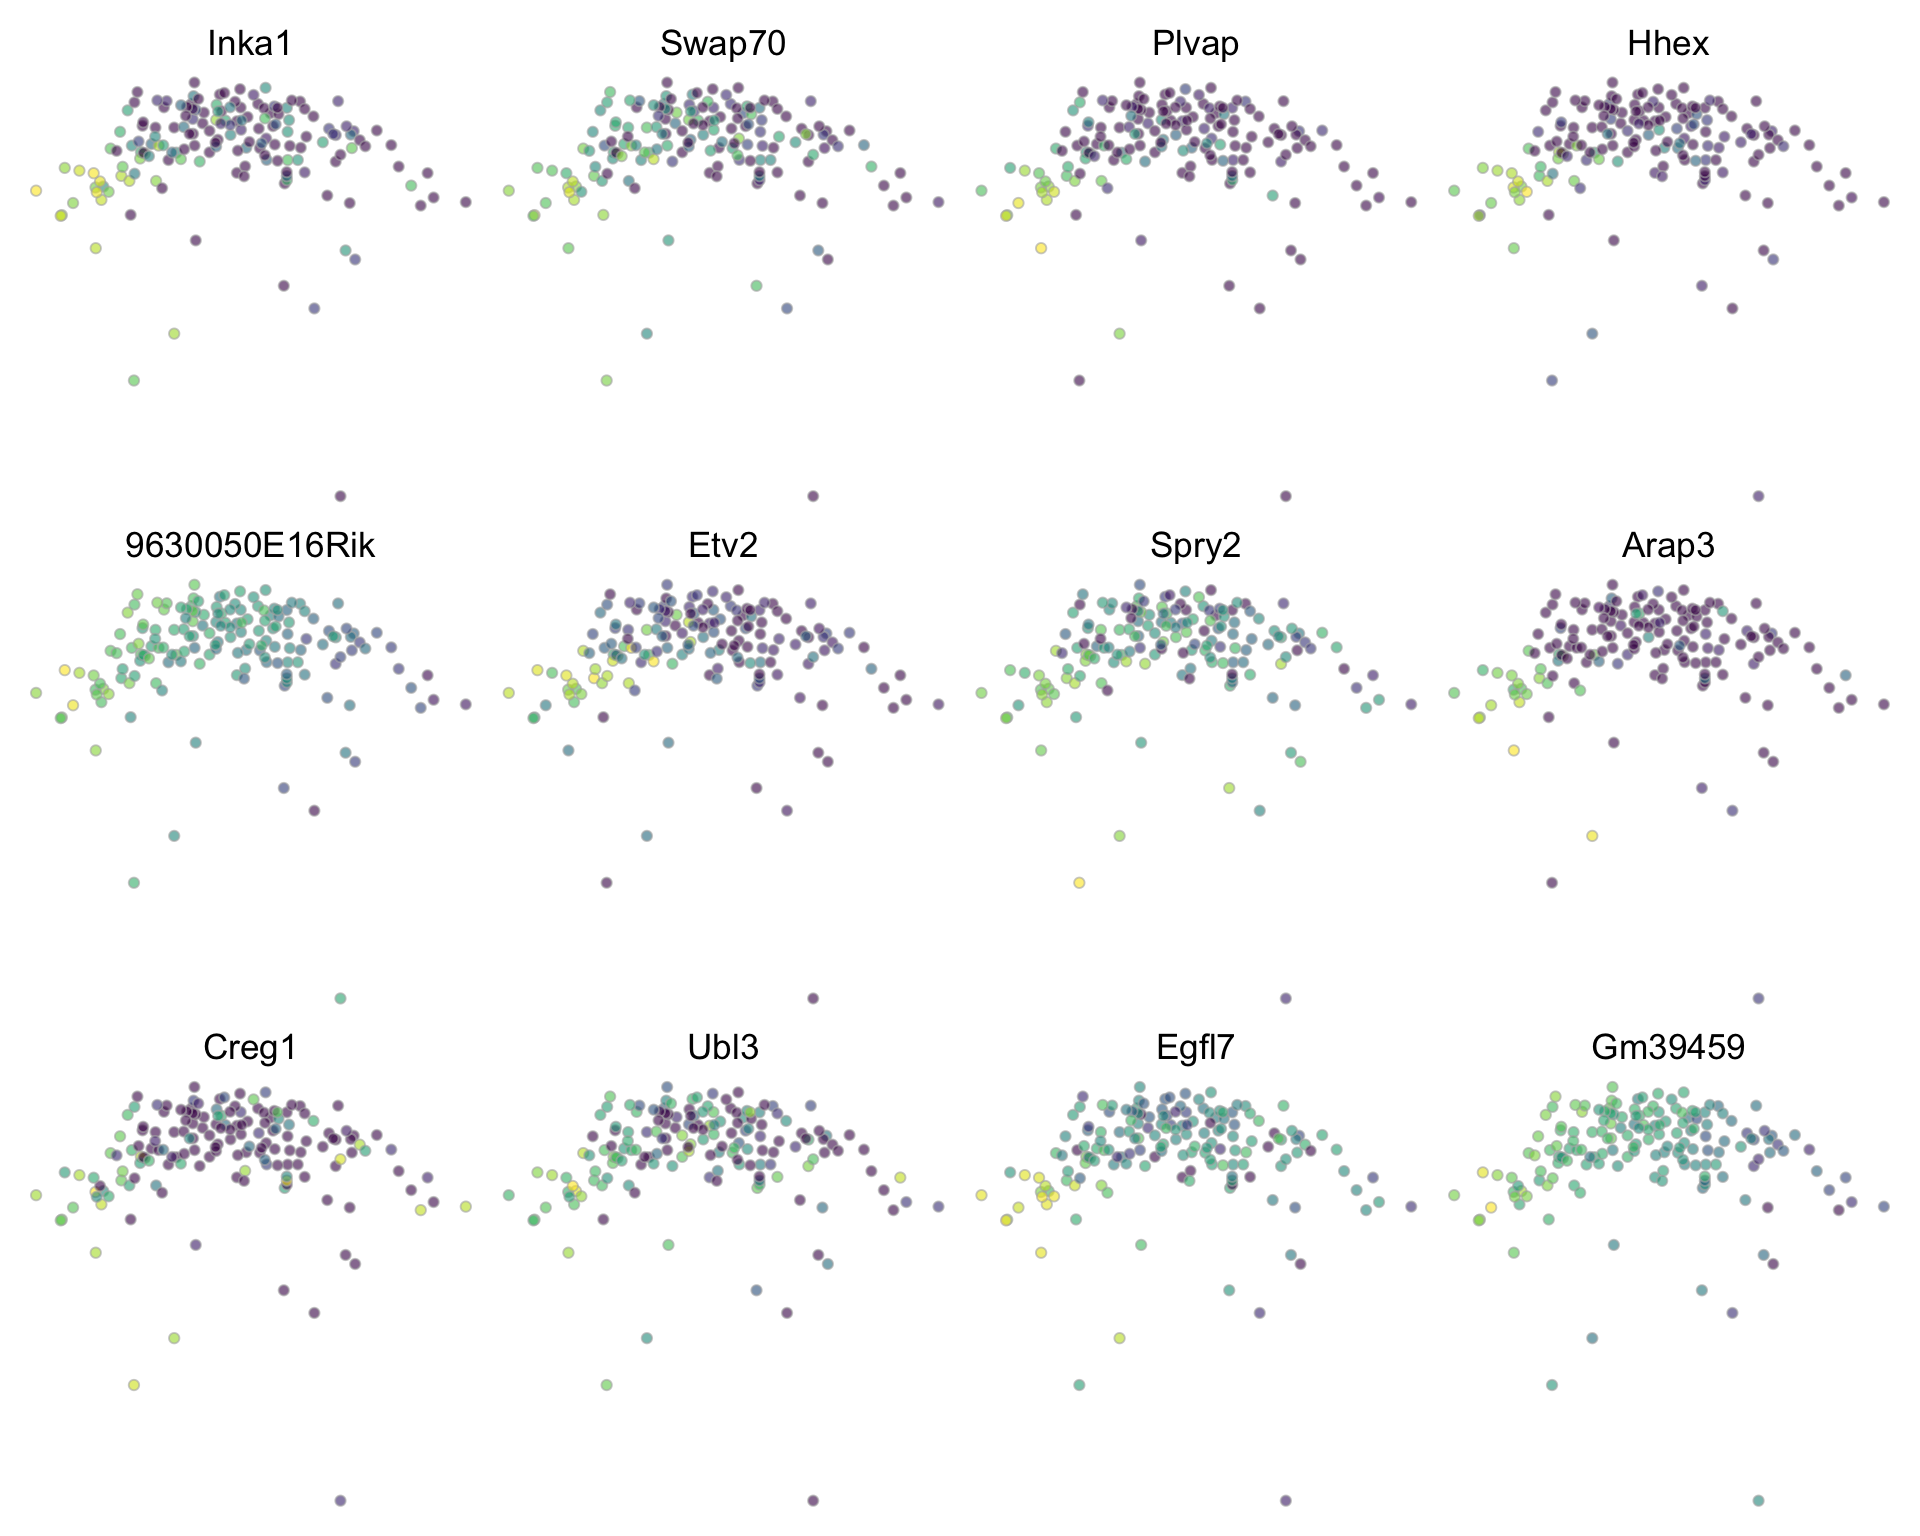 Inka1
Swap70
Plvap
Hhex
9630050E16Rik
Etv2
Spry2
Arap3
Creg1
Ubl3
Egfl7
Gm39459